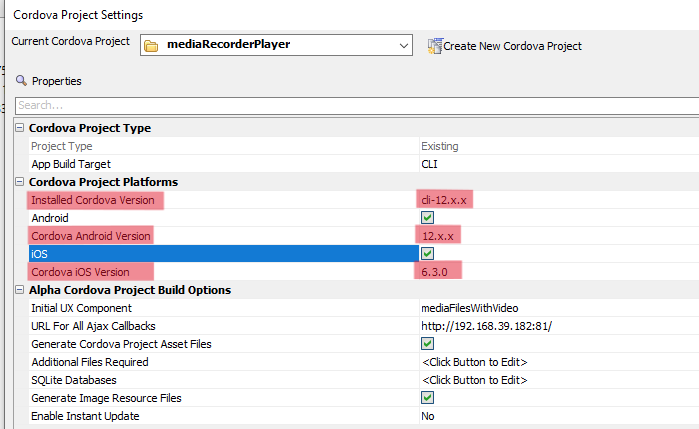 Cordova Project Settings
Current Cordova Project mediaRecorderPlayer Create New Cordova Project
Properties
Search...
Cordova Project Type
Project Type Existing
App Build Target CLI
Cordova Project Platforms
Installed Cordova Version cli-12.x.x
Android
Cordova Android Version 12.x.x
iOS
Cordova iOS Version 6.3.0
Alpha Cordova Project Build Options
Initial UX Component mediaFilesWithVideo
URL For All Ajax Callbacks http://192.168.39.182:81/
Generate Cordova Project Asset Files
Additional Files Required <Click Button to Edit>
SQLite Databases <Click Button to Edit>
Generate Image Resource Files
Enable Instant Update No